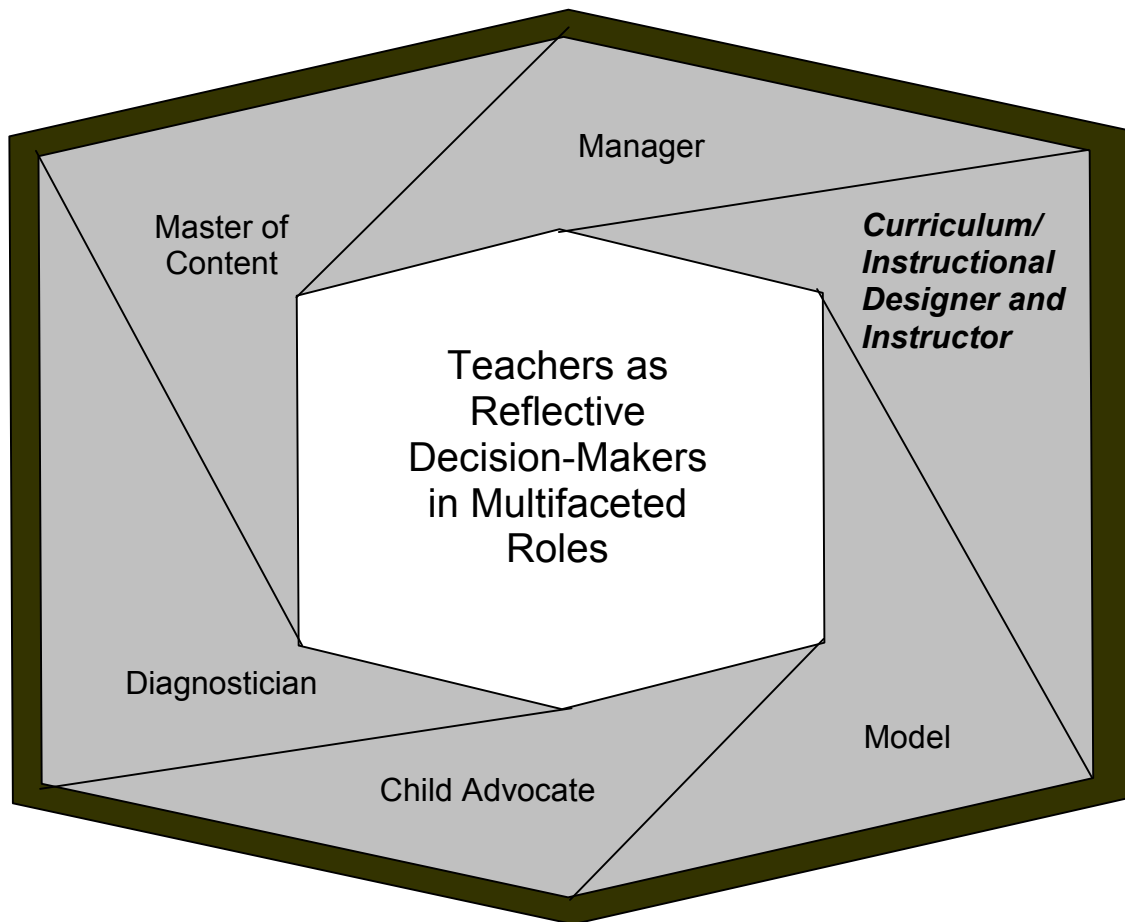 Manager
Master of
Content
Curriculum/
Instructional
Designer and
Instructor
Teachers as
Reflective
Decision-Makers
in Multifaceted
Roles
Diagnostician
Model
Child Advocate